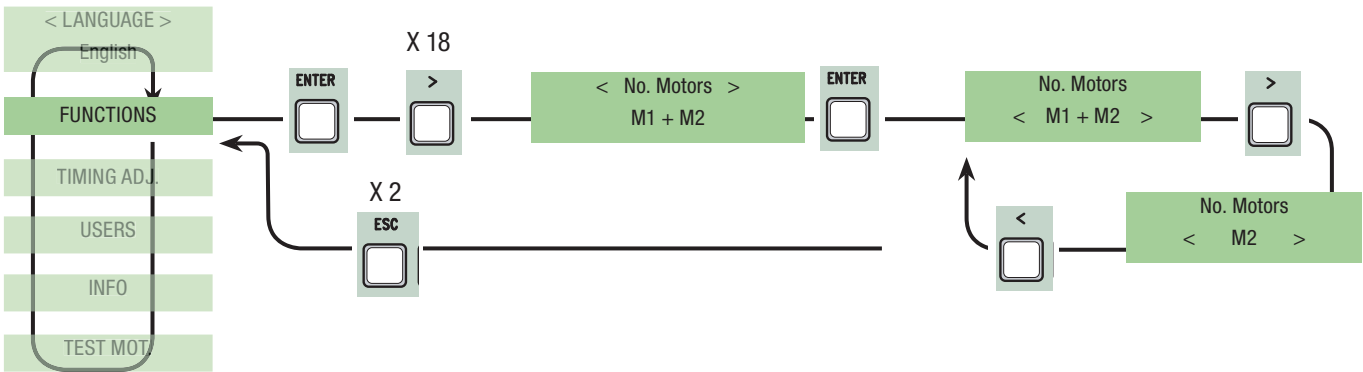 < LANGUAGE >
English
FUNCTIONS
TIMING ADJ.
USERS
INFO
TEST MOT.
ENTER
X 18
>
< No. Motors >
M1 + M2
ENTER
No. Motors
< M1 + M2 >
>
No. Motors
< M2 >
<
X 2
ESC